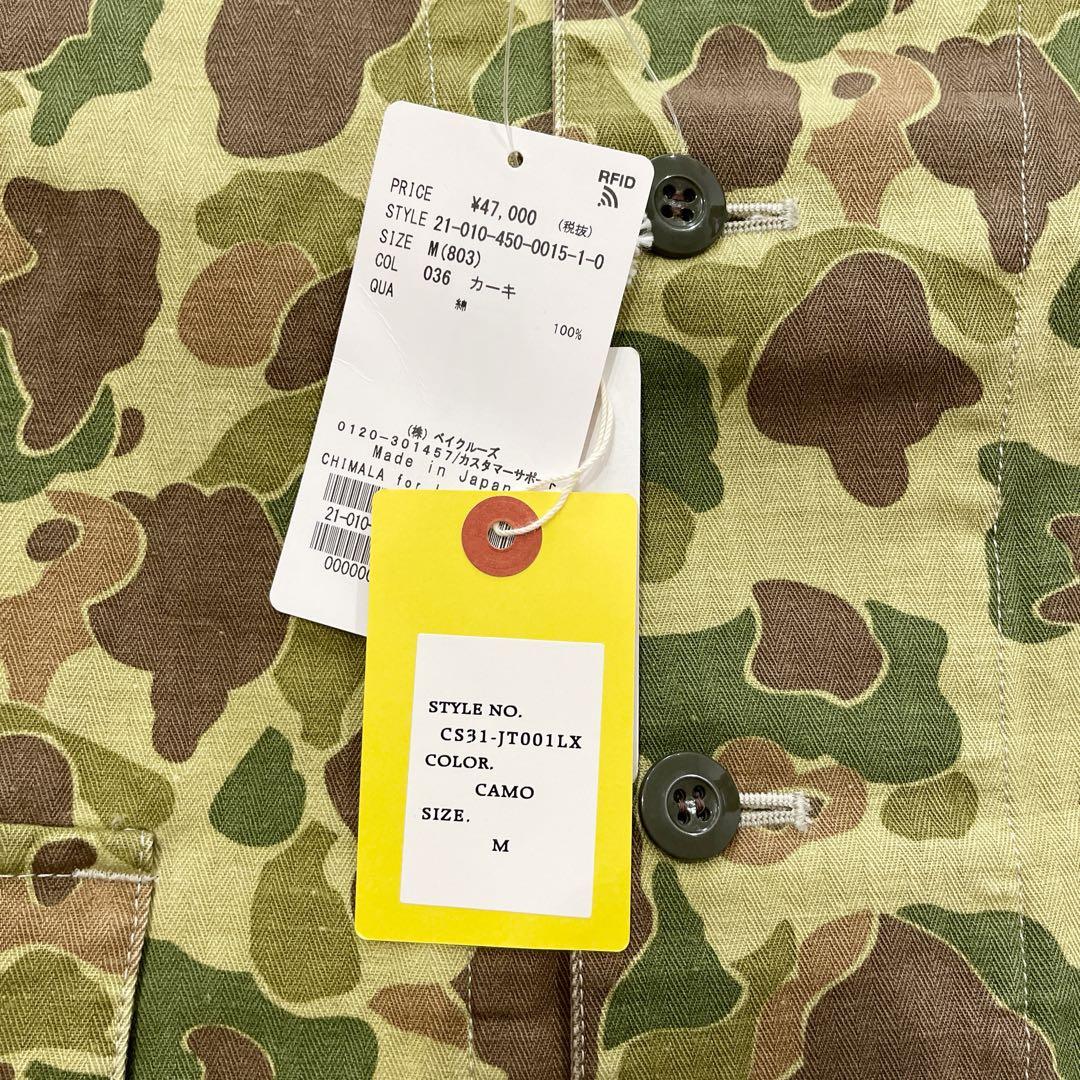 RFID
PRICE ¥47,000 (税抜)
STYLE 21-010-450-0015-1-0
SIZE M(803)
COL 036 カーキ
QUA 綿 100%
(株) ベイクルーズ
0120-301457/カスタマーサポート
Made in Japan
CHIMALA for
21-010-
000000
STYLE NO.
CS31-JT001LX
COLOR.
CAMO
SIZE.
M